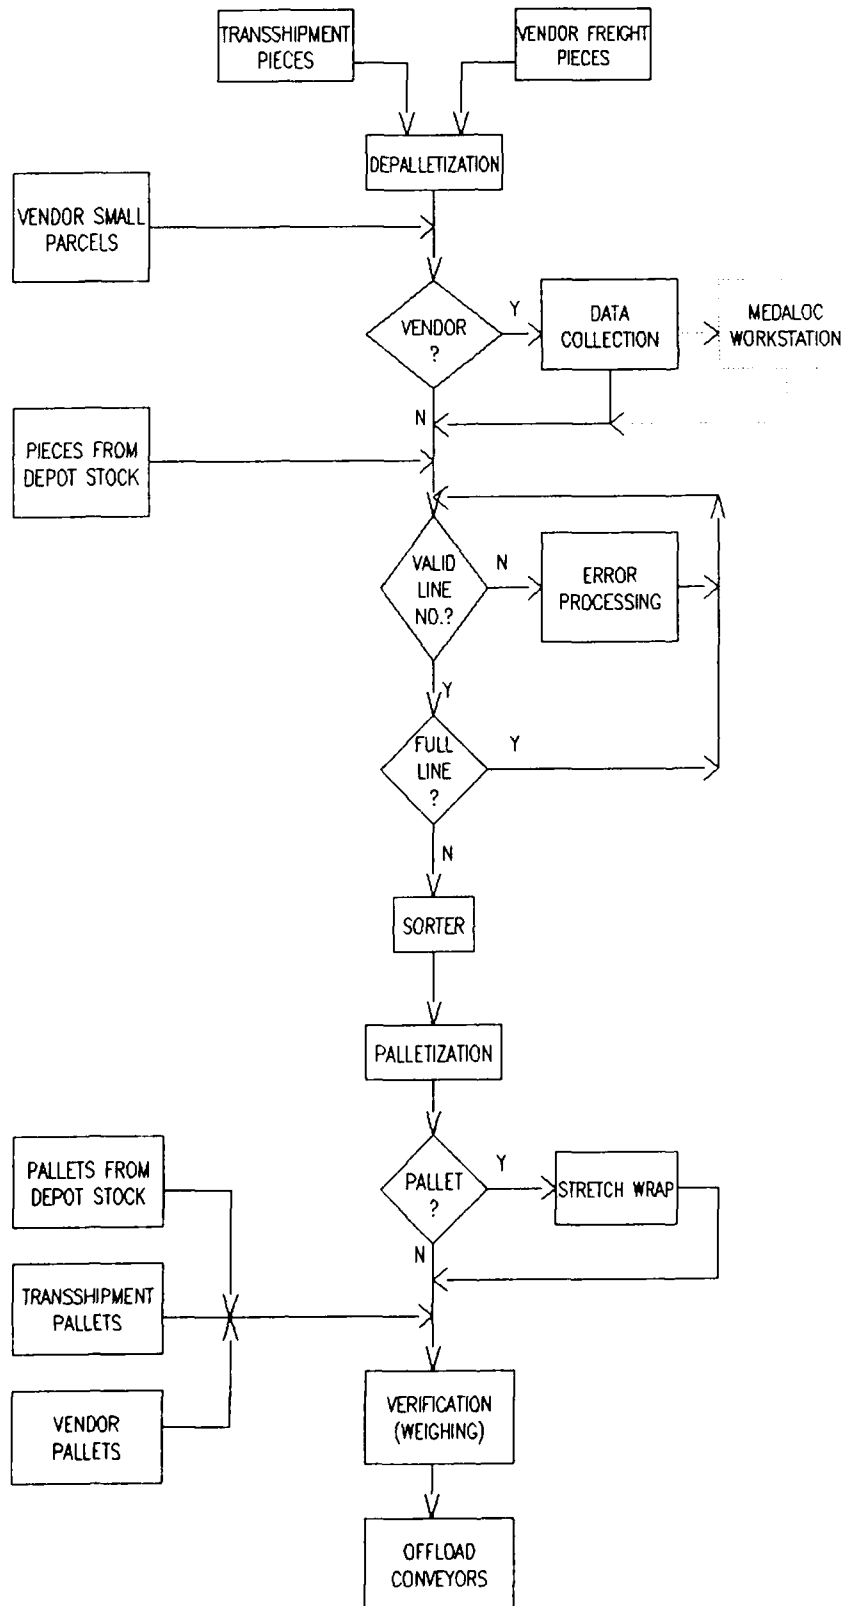 TRANSSHIPMENT
PIECES
VENDOR FREIGHT
PIECES
DEPALLETIZATION
VENDOR SMALL
PARCELS
VENDOR
?
Y
DATA
COLLECTION
MEDALOC
WORKSTATION
N
PIECES FROM
DEPOT STOCK
VALID
LINE
NO.?
N
ERROR
PROCESSING
Y
FULL
LINE
?
Y
N
SORTER
PALLETIZATION
PALLET
?
Y
STRETCH WRAP
N
PALLETS FROM
DEPOT STOCK
TRANSSHIPMENT
PALLETS
VENDOR
PALLETS
VERIFICATION
(WEIGHING)
OFFLOAD
CONVEYORS